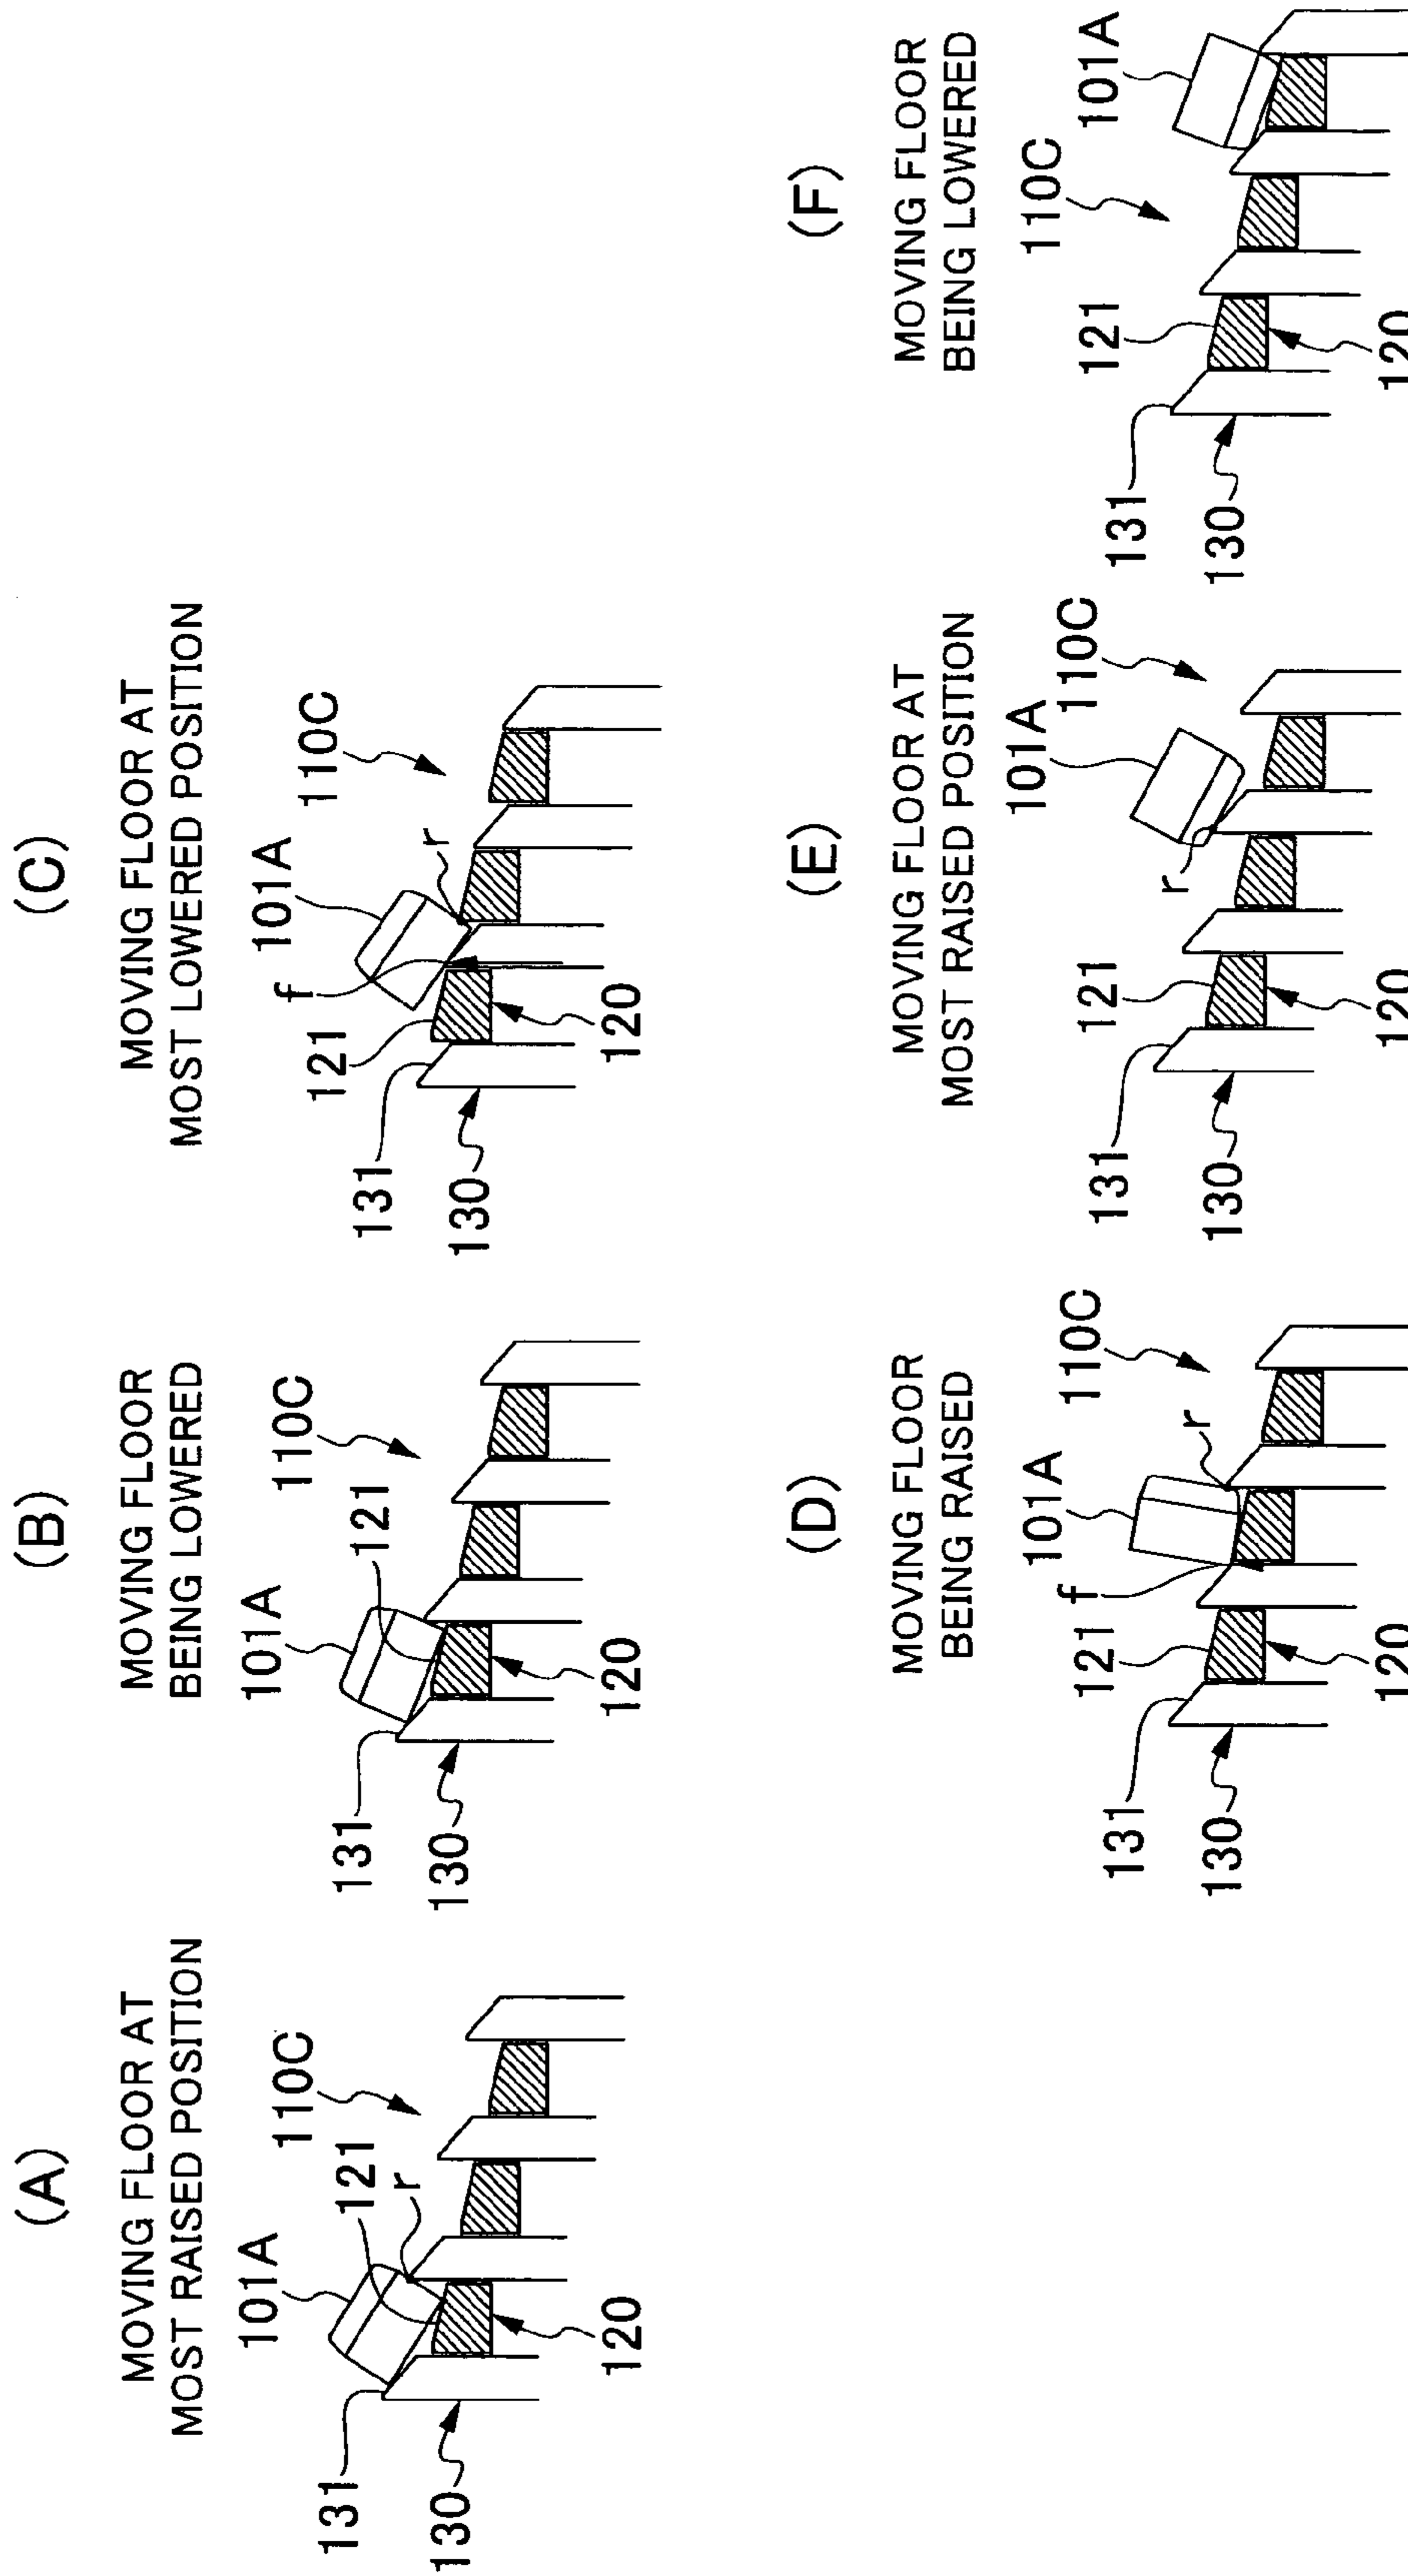 (A)
MOVING FLOOR AT
MOST RAISED POSITION
101A
110C
121
r
131
130
120
(B)
MOVING FLOOR
BEING LOWERED
101A
110C
121
131
130
120
(C)
MOVING FLOOR AT
MOST LOWERED POSITION
101A
110C
r
f
121
131
130
120
(D)
MOVING FLOOR
BEING RAISED
101A
110C
r
f
121
131
130
120
(E)
MOVING FLOOR AT
MOST RAISED POSITION
101A
110C
r
121
131
130
120
(F)
MOVING FLOOR
BEING LOWERED
101A
110C
121
131
130
120